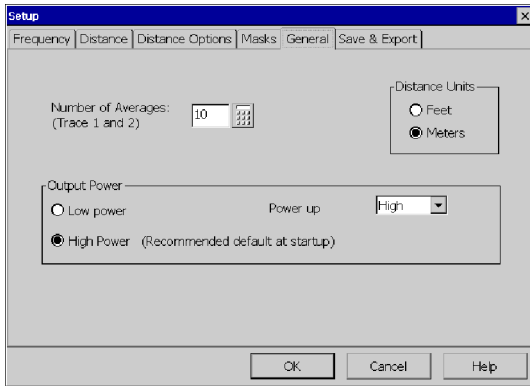 Setup
Frequency Distance Distance Options Masks General Save & Export
Number of Averages:
(Trace 1 and 2)
10
Distance Units
Feet
Meters
Output Power
Low power
Power up
High
High Power (Recommended default at startup)
OK Cancel Help